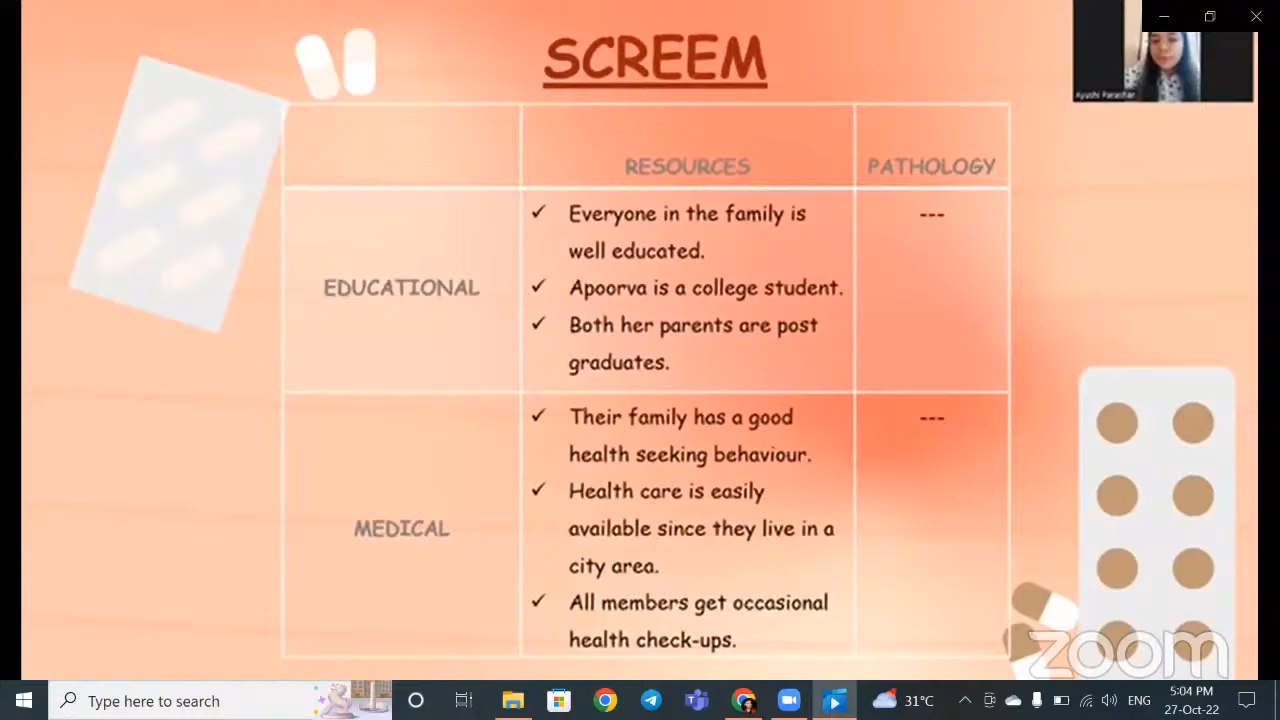 SCREEM
Ayushi Parashar
RESOURCES
PATHOLOGY
EDUCATIONAL
✓ Everyone in the family is
well educated.
✓ Apoorva is a college student.
✓ Both her parents are post
graduates.
---
MEDICAL
✓ Their family has a good
health seeking behaviour.
✓ Health care is easily
available since they live in a
city area.
✓ All members get occasional
health check-ups.
---
zoom
Type here to search
31°C
ENG
5:04 PM
27-Oct-22